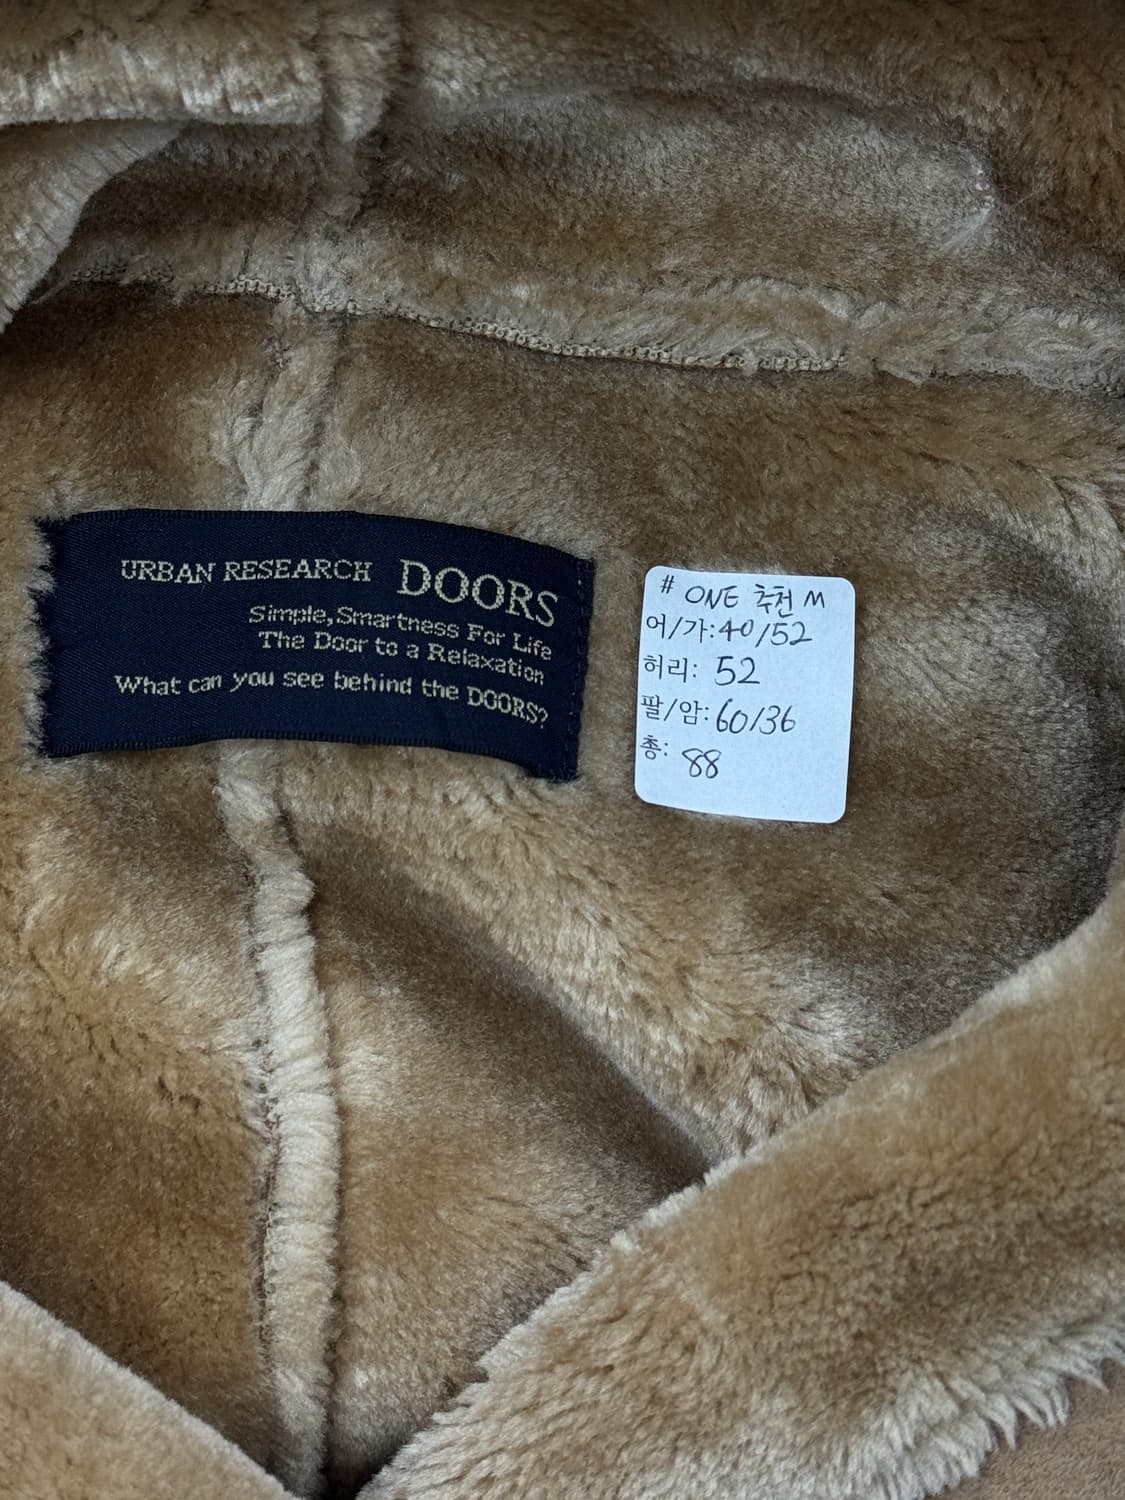 URBAN RESEARCH DOORS
Simple,Smartness For Life
The Door to a Relaxation
What can you see behind the DOORS?
# ONE 추천 M
어/가:40/52
허리: 52
팔/암:60/36
총: 88